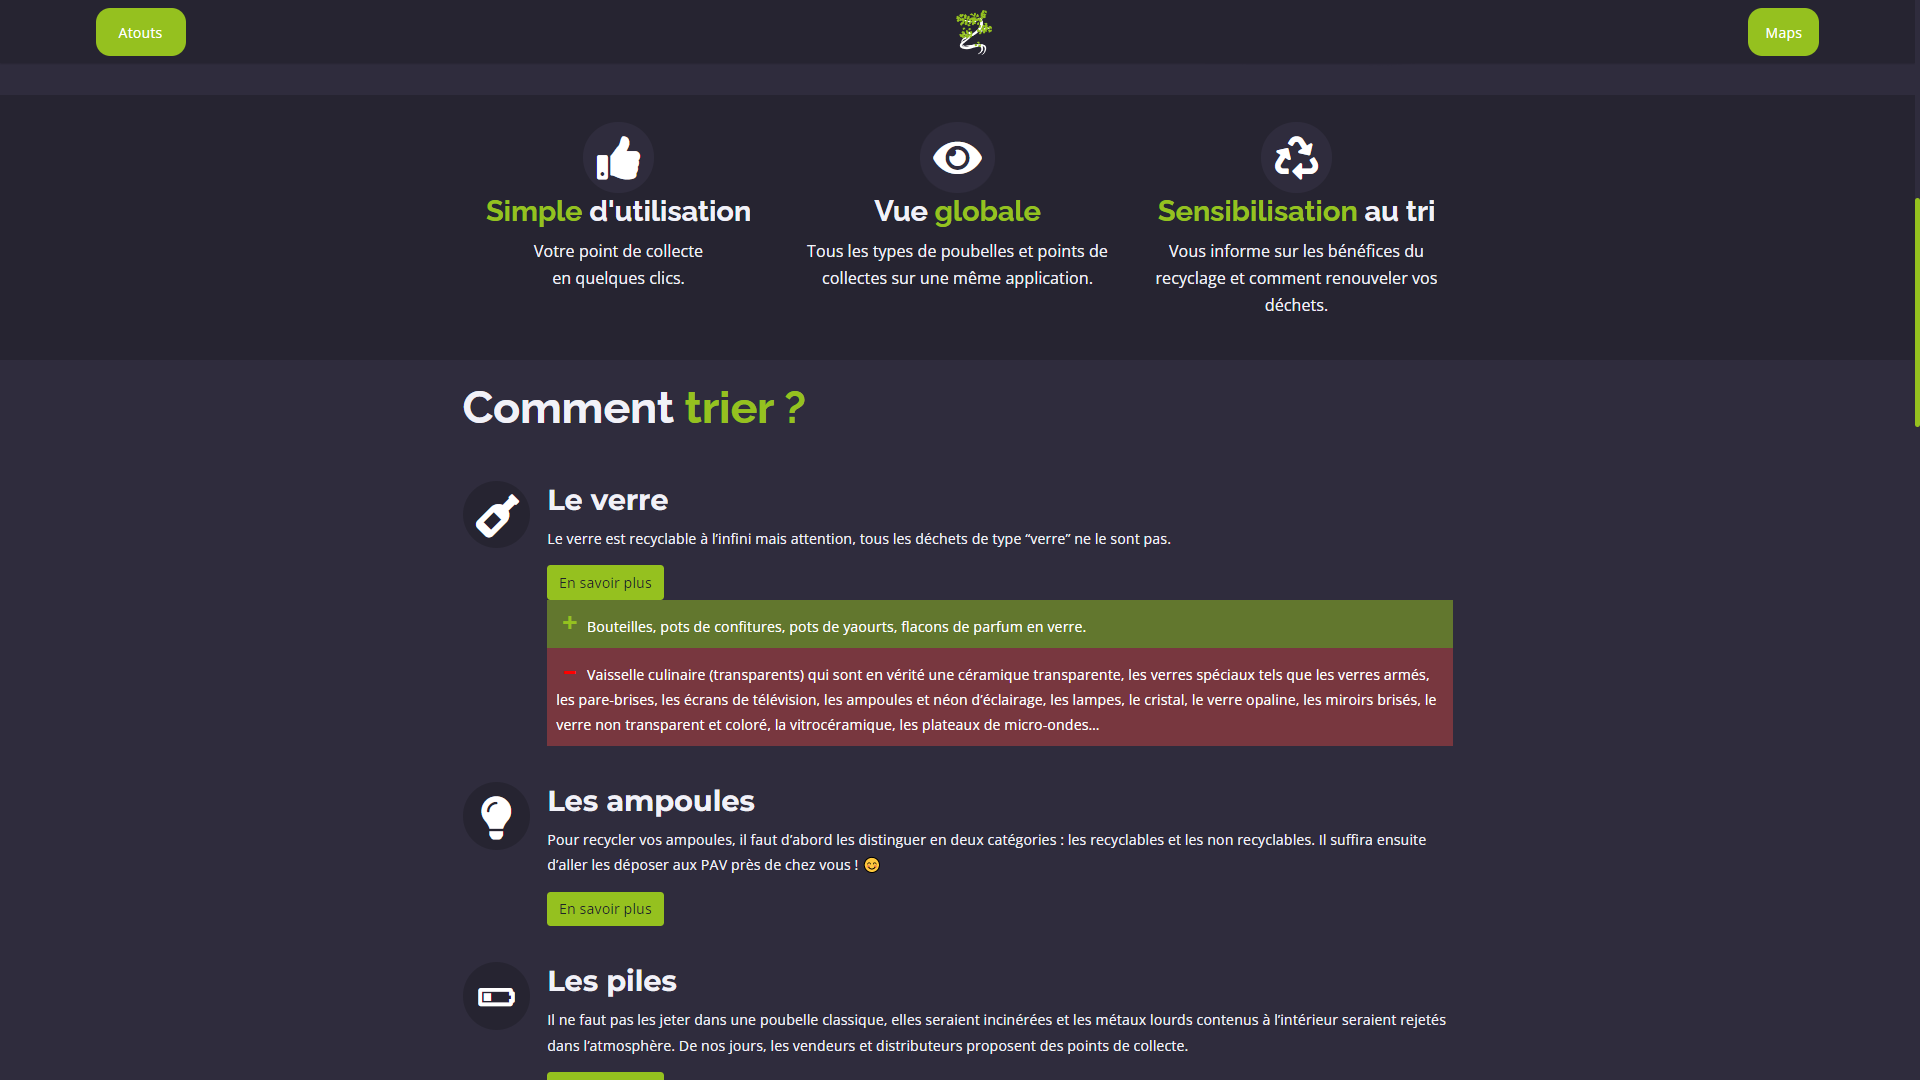 Atouts
Maps
Simple d'utilisation
Votre point de collecte
en quelques clics.
Vue globale
Tous les types de poubelles et points de
collectes sur une même application.
Sensibilisation au tri
Vous informe sur les bénéfices du
recyclage et comment renouveler vos
déchets.
Comment trier ?
Le verre
Le verre est recyclable à l’infini mais attention, tous les déchets de type “verre” ne le sont pas.
En savoir plus
+ Bouteilles, pots de confitures, pots de yaourts, flacons de parfum en verre.
− Vaisselle culinaire (transparents) qui sont en vérité une céramique transparente, les verres spéciaux tels que les verres armés,
les pare-brises, les écrans de télévision, les ampoules et néon d’éclairage, les lampes, le cristal, le verre opaline, les miroirs brisés, le
verre non transparent et coloré, la vitrocéramique, les plateaux de micro-ondes...
Les ampoules
Pour recycler vos ampoules, il faut d’abord les distinguer en deux catégories : les recyclables et les non recyclables. Il suffira ensuite
d’aller les déposer aux PAV près de chez vous ! 😊
En savoir plus
Les piles
Il ne faut pas les jeter dans une poubelle classique, elles seraient incinérées et les métaux lourds contenus à l’intérieur seraient rejetés
dans l’atmosphère. De nos jours, les vendeurs et distributeurs proposent des points de collecte.